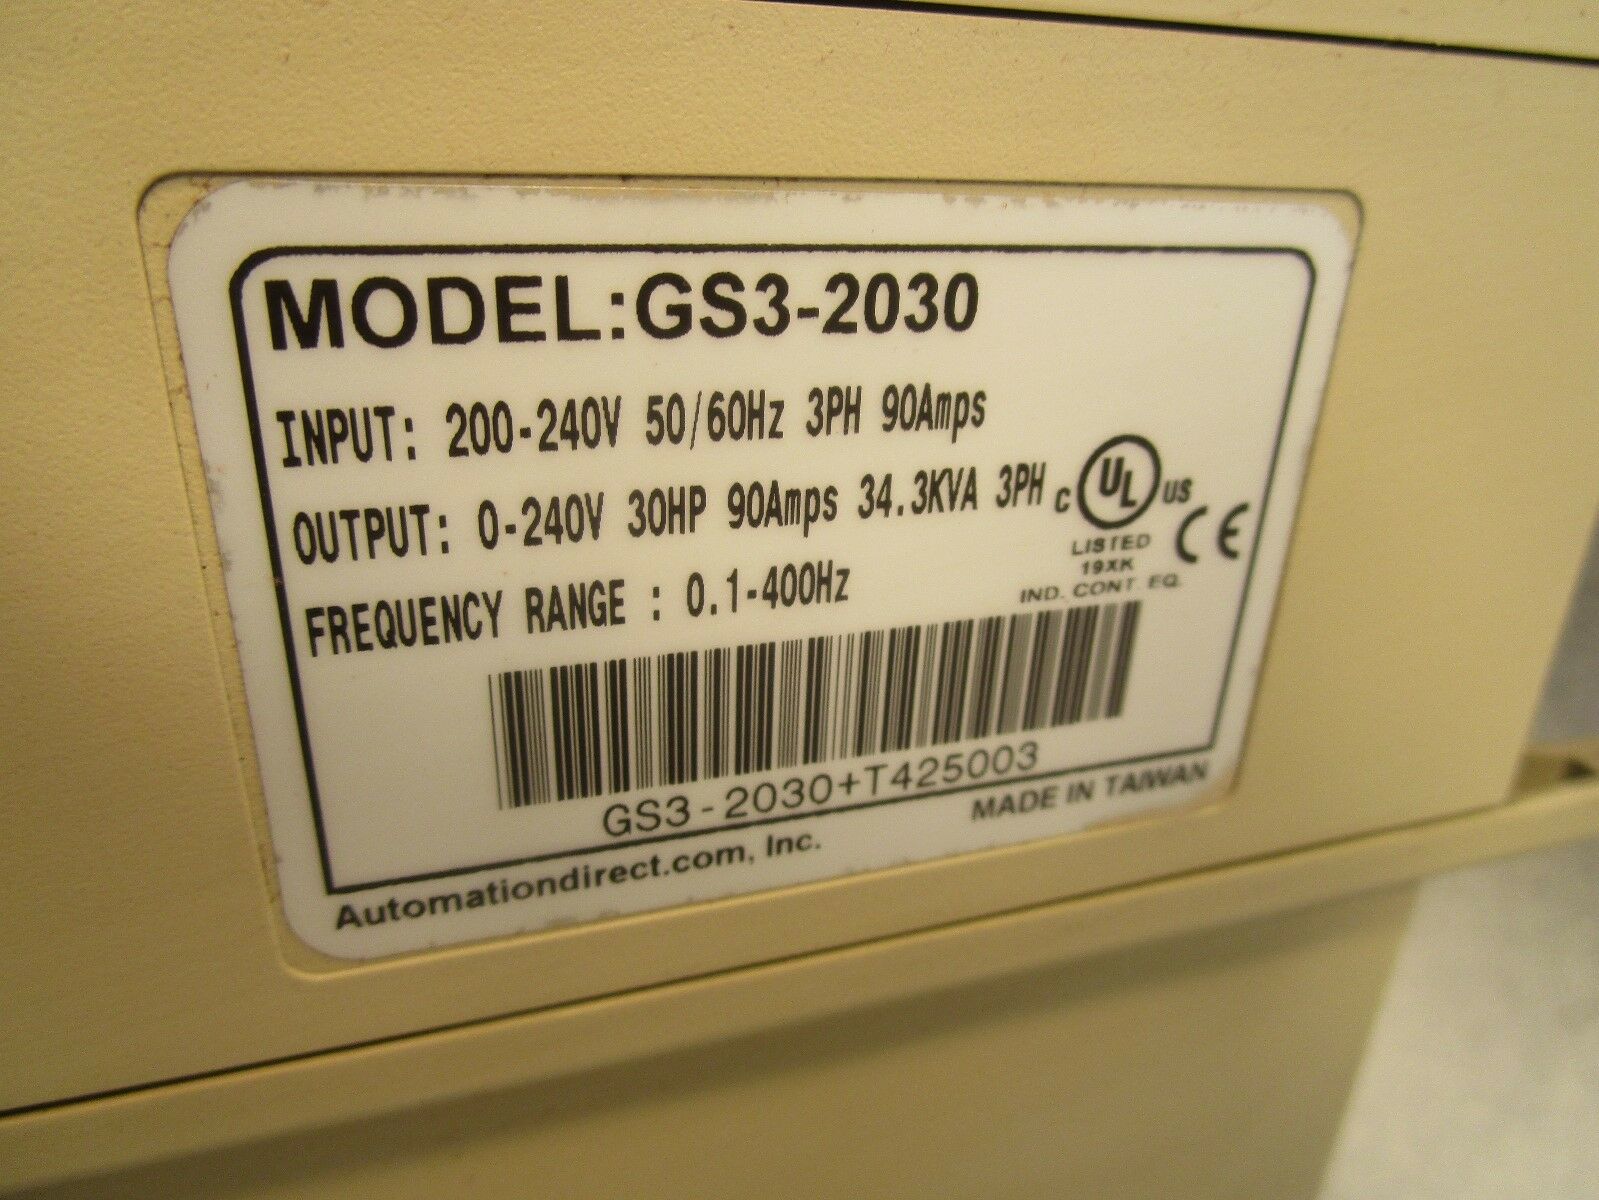 MODEL:GS3-2030
INPUT: 200-240V 50/60Hz 3PH 90Amps
OUTPUT: 0-240V 30HP 90Amps 34.3KVA 3PH
FREQUENCY RANGE : 0.1-400Hz
C UL US
CE
LISTED
19XK
IND. CONT. EQ.
GS3-2030+T425003
Automationdirect.com, Inc.
MADE IN TAIWAN